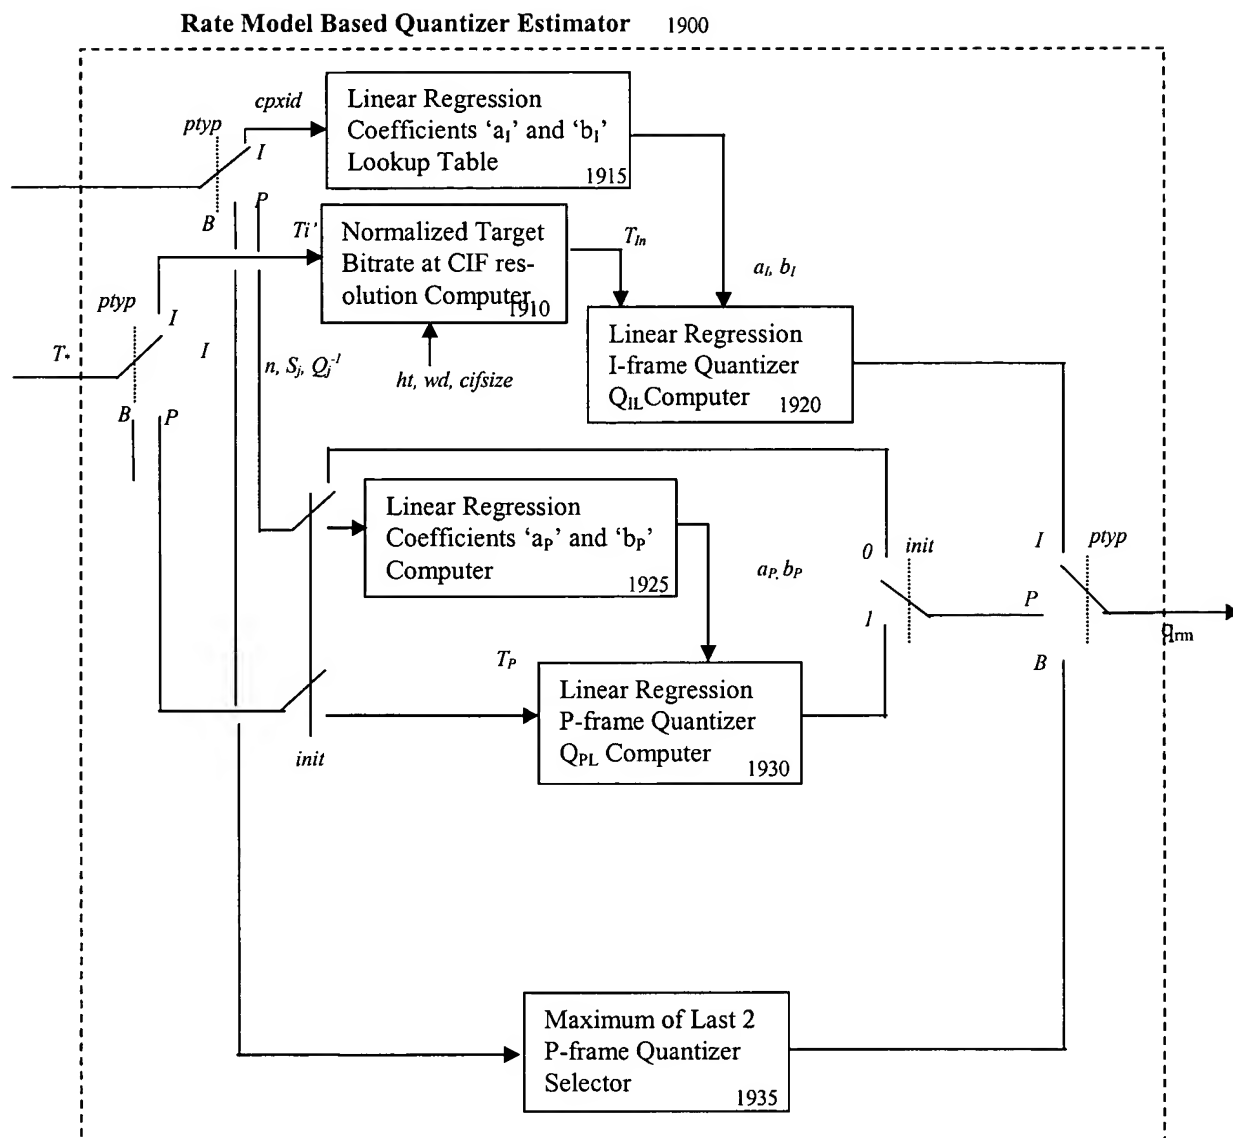 Rate Model Based Quantizer Estimator 1900
cpxid
ptyp
I
B
P
Linear Regression
Coefficients ‘aI’ and ‘bI’
Lookup Table
1915
Ti'
Normalized Target
Bitrate at CIF res-
olution Computer
1910
TIn
aI, bI
ptyp
I
I
T*
B
P
n, Sj, Qj-1
ht, wd, cifsize
Linear Regression
I-frame Quantizer
QIL Computer
1920
Linear Regression
Coefficients ‘aP’ and ‘bP’
Computer
1925
aP, bP
0
init
1
I
ptyp
P
B
qrm
TP
init
Linear Regression
P-frame Quantizer
QPL Computer
1930
Maximum of Last 2
P-frame Quantizer
Selector
1935